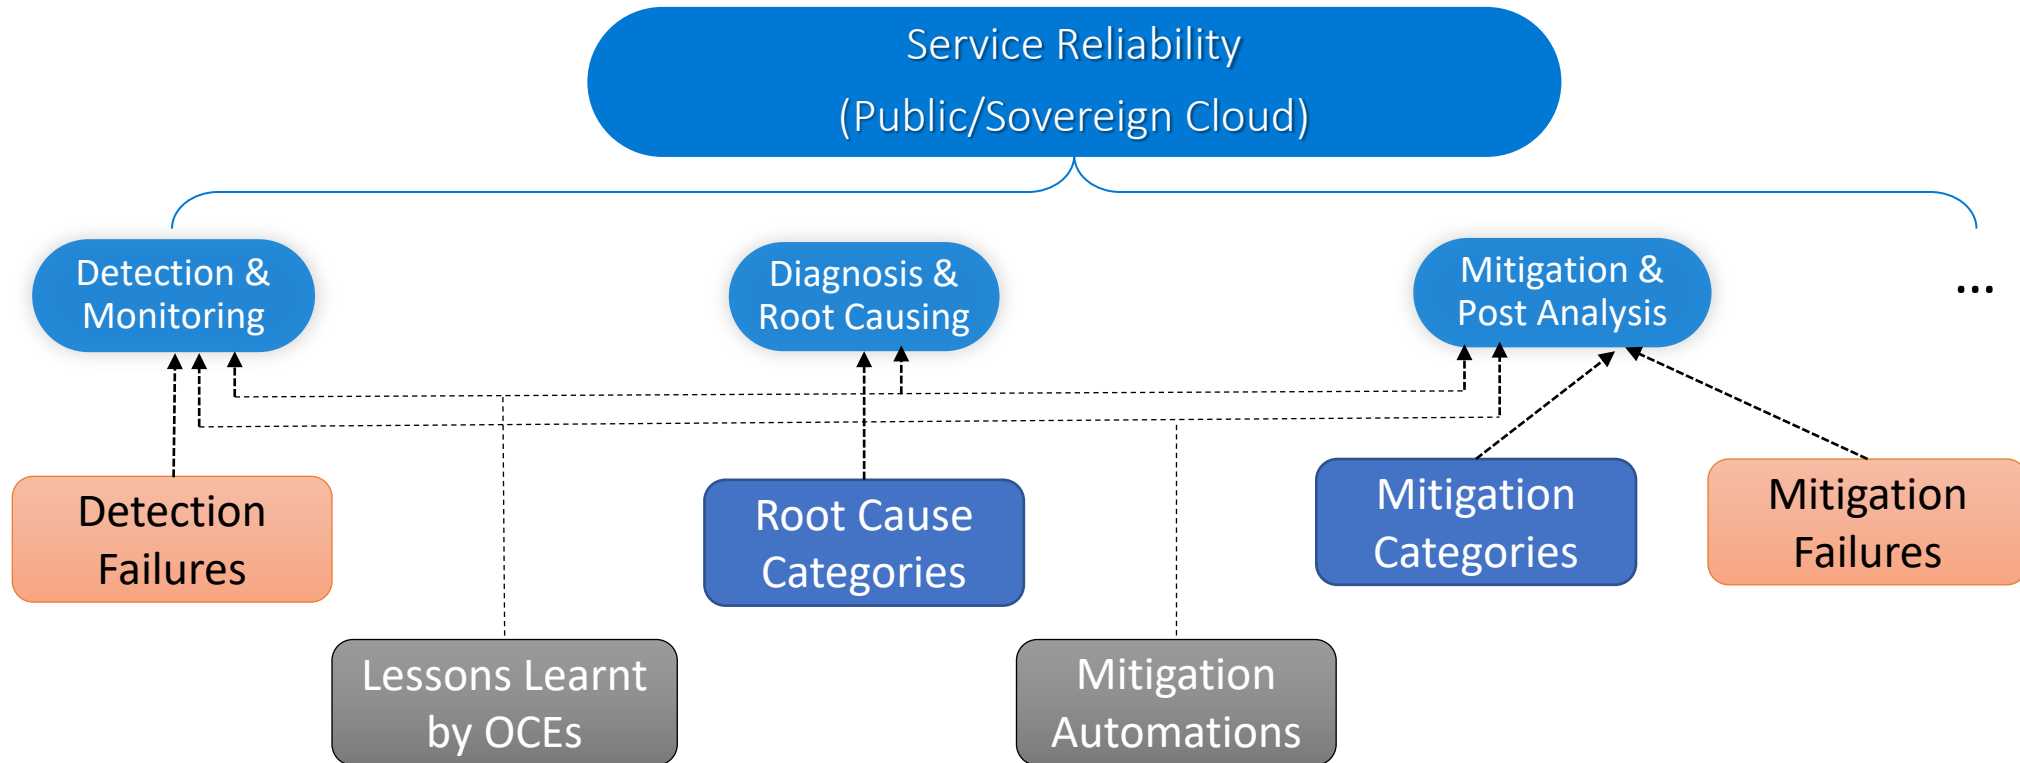 Service Reliability
(Public/Sovereign Cloud)
Detection &
Monitoring
Diagnosis &
Root Causing
Mitigation &
Post Analysis
...
Detection
Failures
Root Cause
Categories
Mitigation
Categories
Mitigation
Failures
Lessons Learnt
by OCEs
Mitigation
Automations